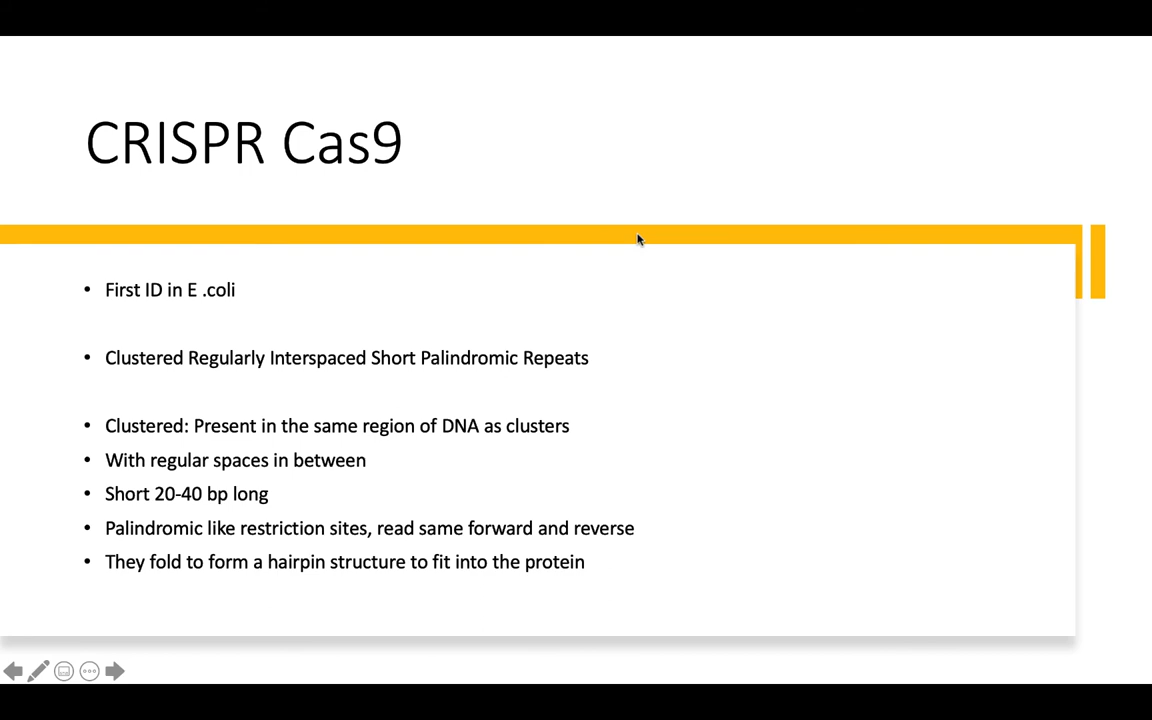 CRISPR Cas9
• First ID in E .coli
• Clustered Regularly Interspaced Short Palindromic Repeats
• Clustered: Present in the same region of DNA as clusters
• With regular spaces in between
• Short 20-40 bp long
• Palindromic like restriction sites, read same forward and reverse
• They fold to form a hairpin structure to fit into the protein